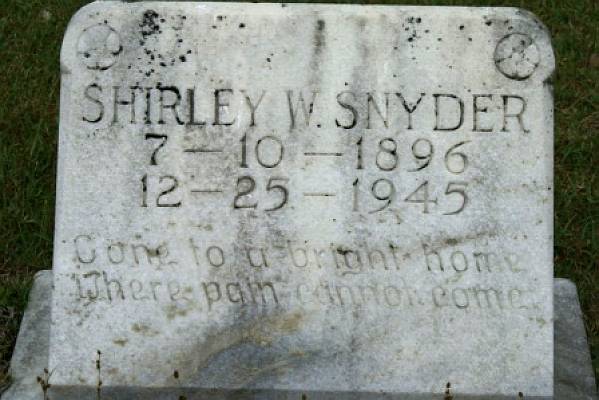 SHIRLEY W. SNYDER
7-10-1896
12-25-1945
Gone to a bright home
Where pain cannot come.